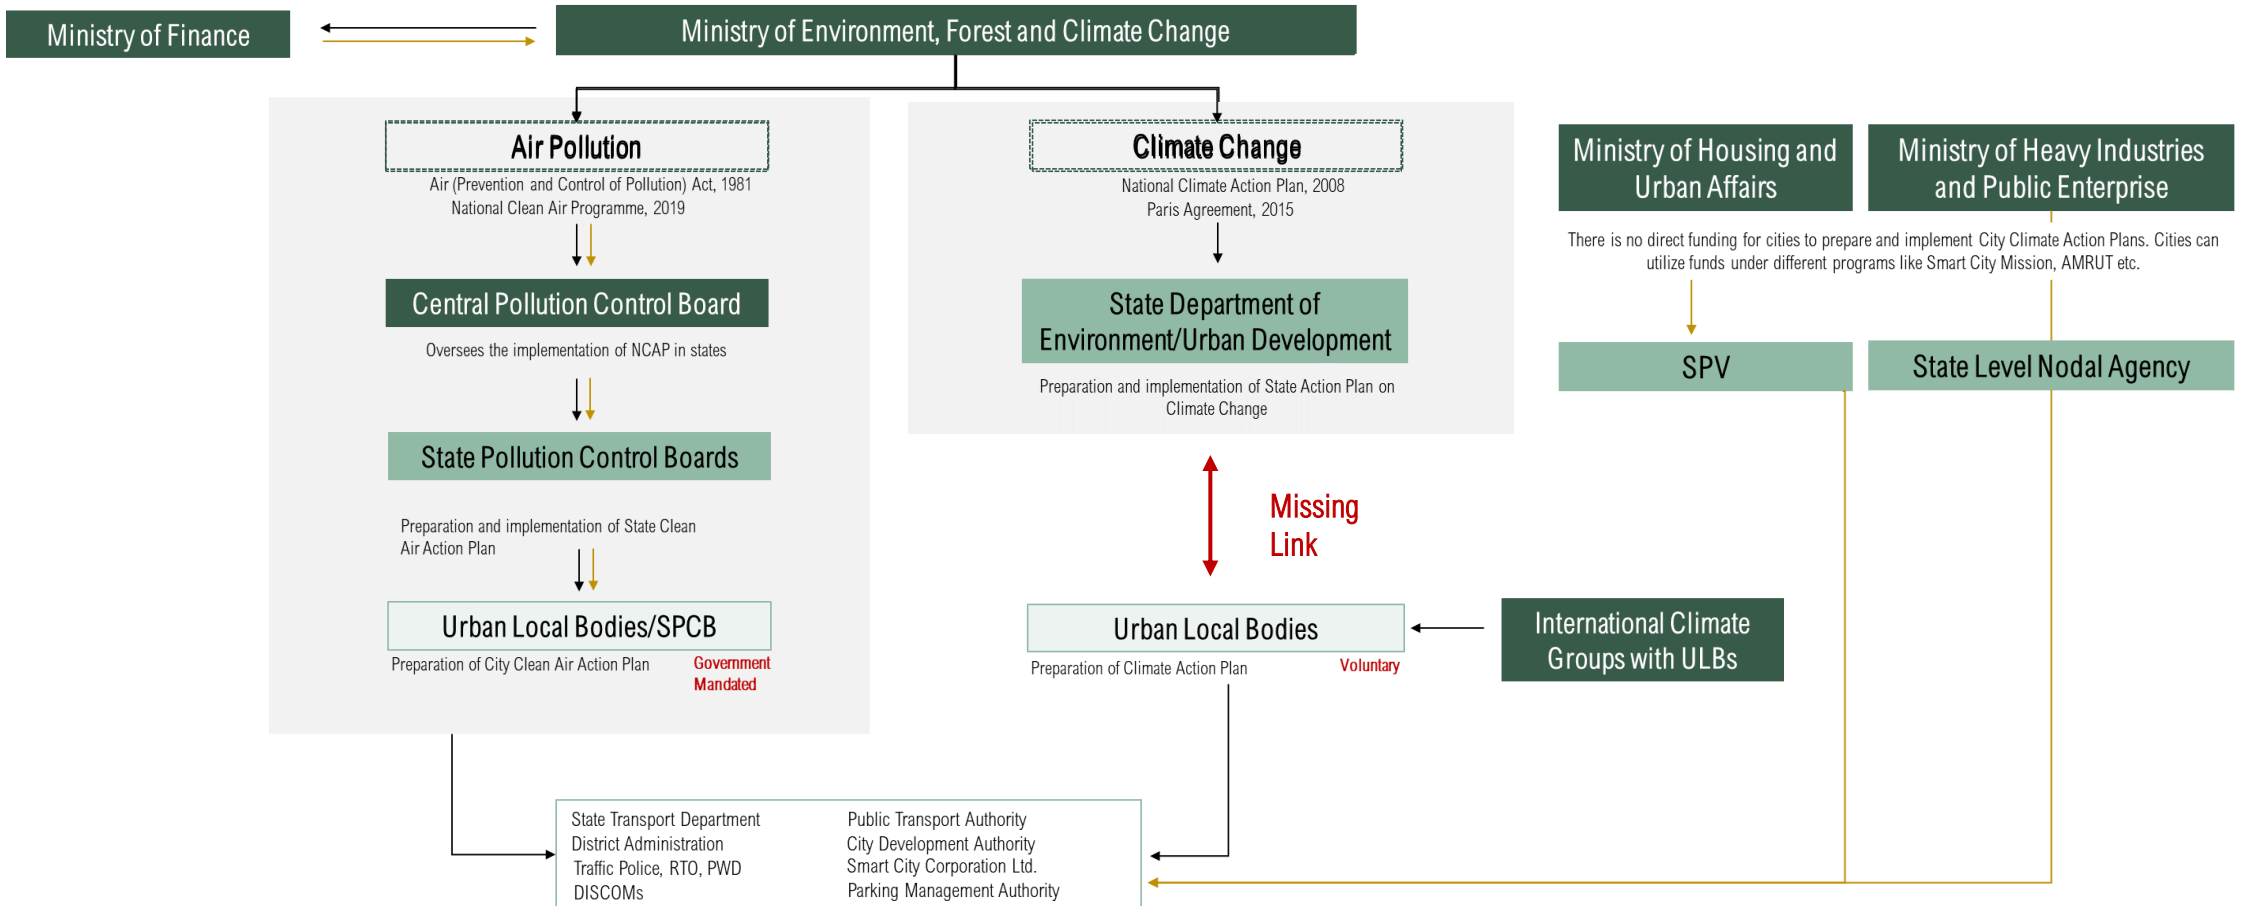 Ministry of Finance
Ministry of Environment, Forest and Climate Change
Air Pollution
Air (Prevention and Control of Pollution) Act, 1981
National Clean Air Programme, 2019
Central Pollution Control Board
Oversees the implementation of NCAP in states
State Pollution Control Boards
Preparation and implementation of State Clean
Air Action Plan
Urban Local Bodies/SPCB
Preparation of City Clean Air Action Plan
Government
Mandated
Climate Change
National Climate Action Plan, 2008
Paris Agreement, 2015
State Department of
Environment/Urban Development
Preparation and implementation of State Action Plan on
Climate Change
Missing
Link
Urban Local Bodies
Preparation of Climate Action Plan
Voluntary
International Climate
Groups with ULBs
Ministry of Housing and
Urban Affairs
Ministry of Heavy Industries
and Public Enterprise
There is no direct funding for cities to prepare and implement City Climate Action Plans. Cities can
utilize funds under different programs like Smart City Mission, AMRUT etc.
SPV
State Level Nodal Agency
State Transport Department
District Administration
Traffic Police, RTO, PWD
DISCOMs
Public Transport Authority
City Development Authority
Smart City Corporation Ltd.
Parking Management Authority